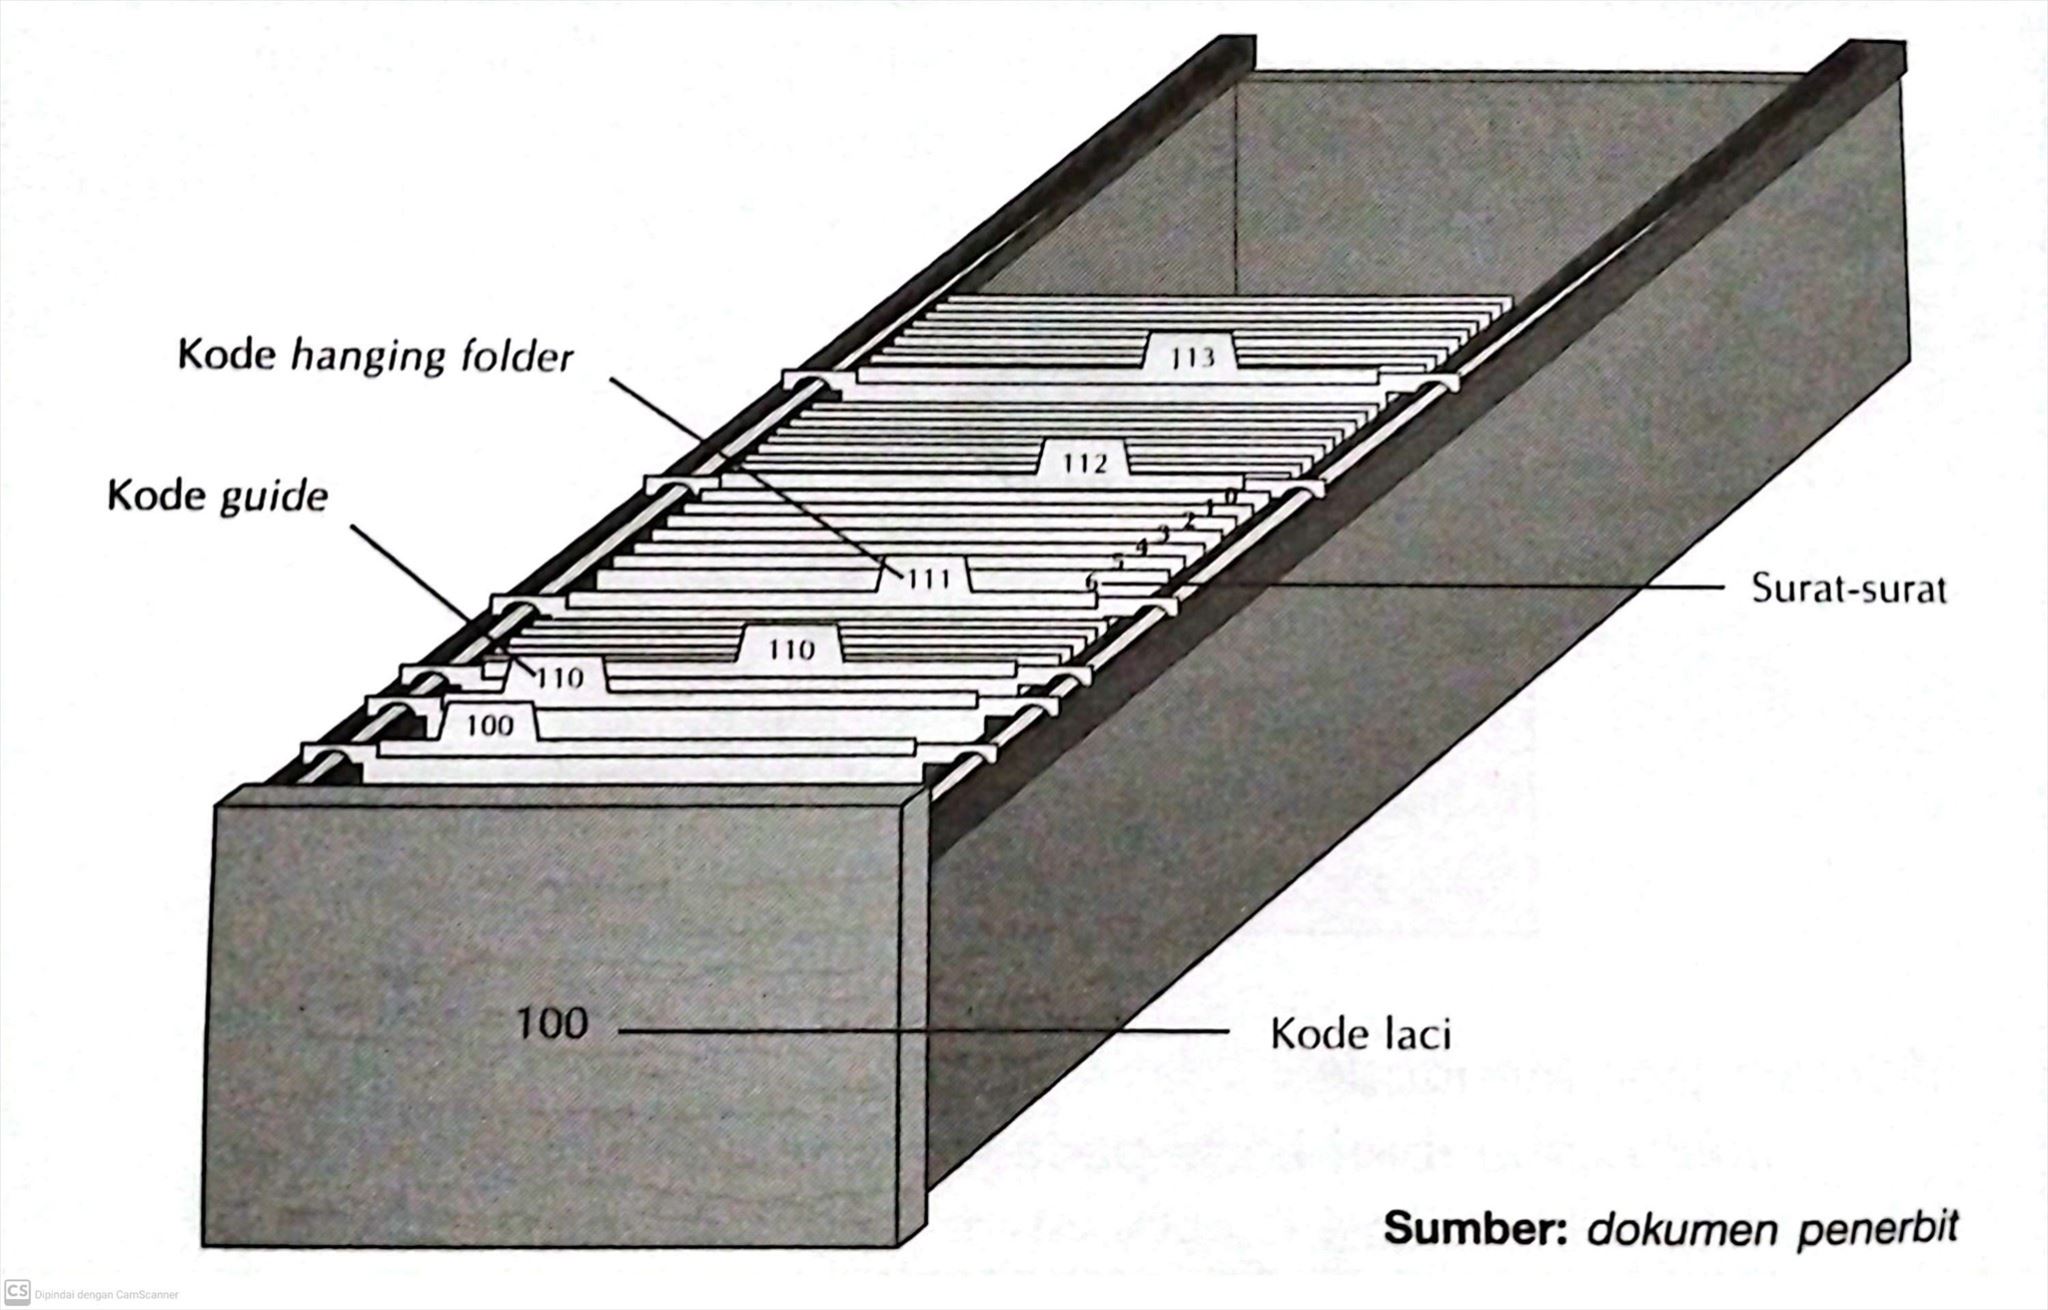 113
Kode hanging folder
112
Kode guide
0
1
2
3
4
5
6
111
Surat-surat
110
110
100
100
Kode laci
Sumber: dokumen penerbit
CS Dipindai dengan CamScanner